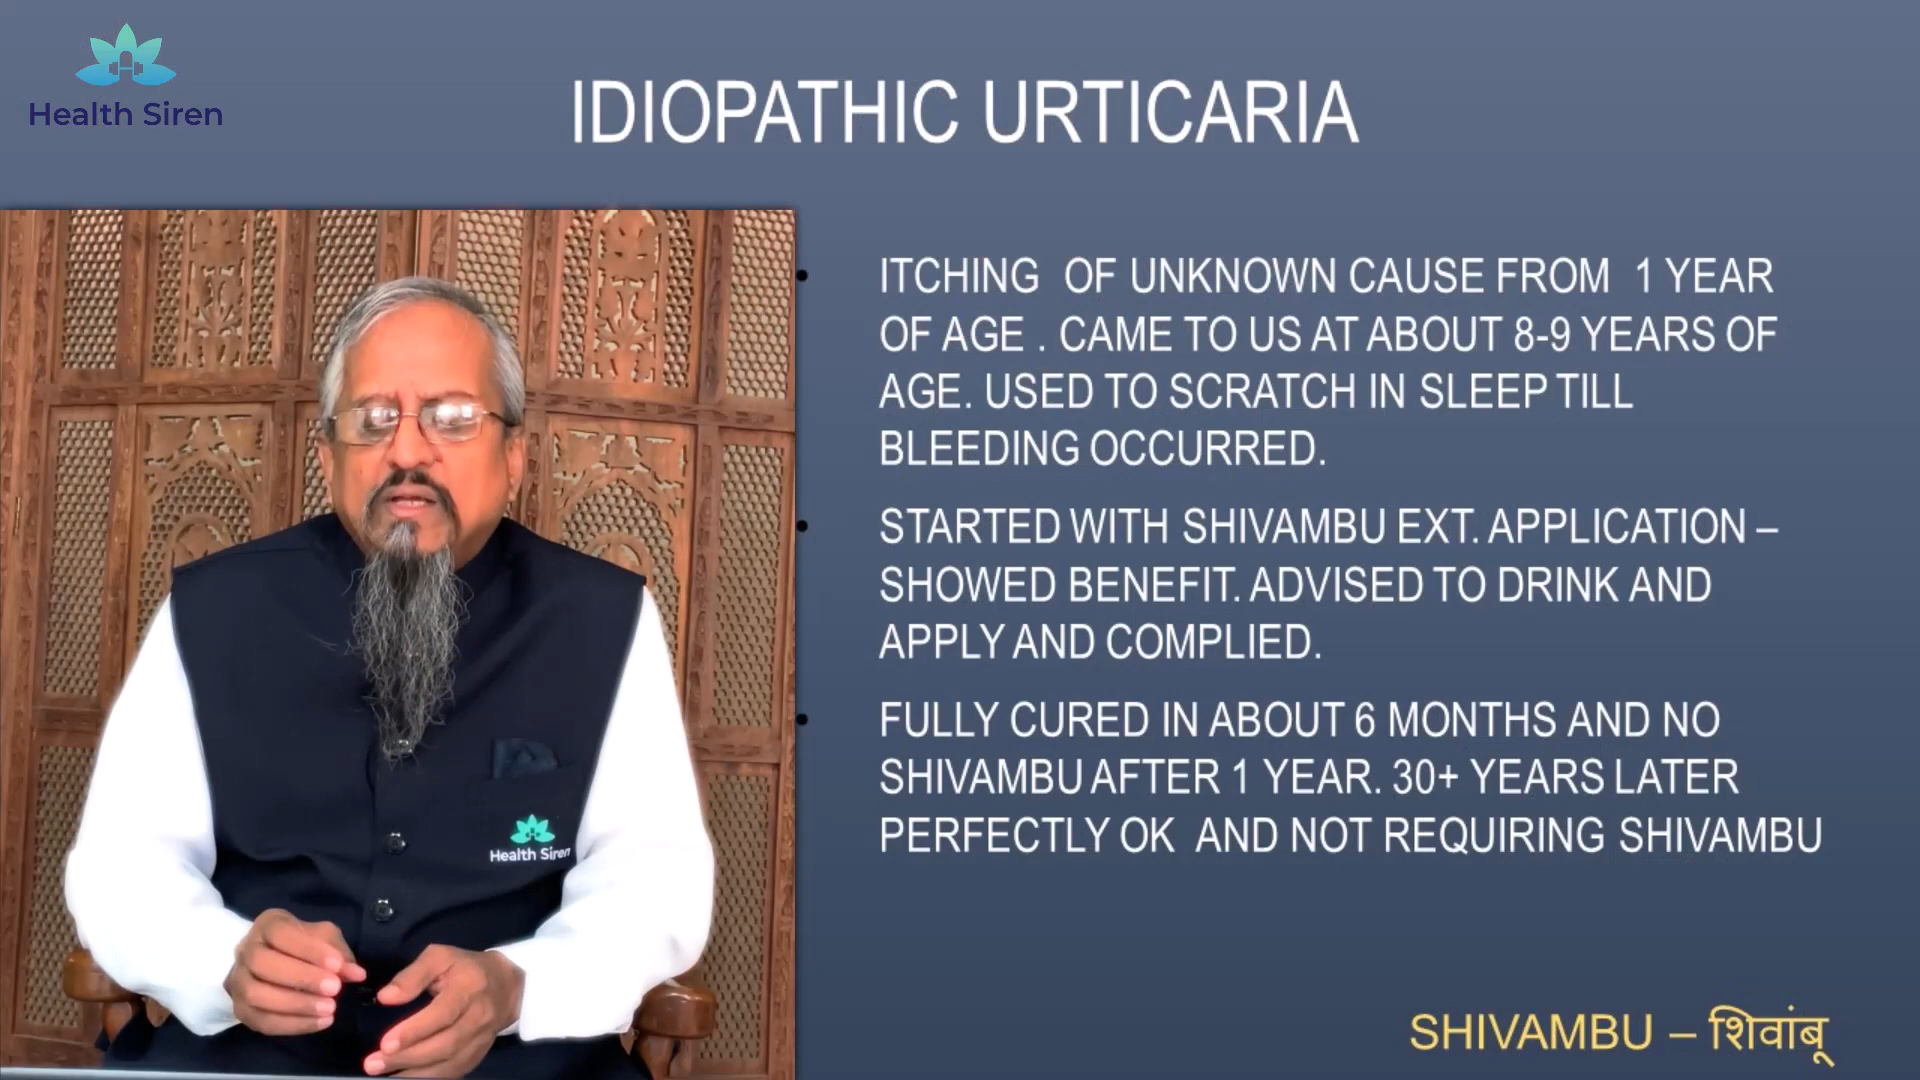 Health Siren
IDIOPATHIC URTICARIA
ITCHING OF UNKNOWN CAUSE FROM 1 YEAR
OF AGE . CAME TO US AT ABOUT 8-9 YEARS OF
AGE. USED TO SCRATCH IN SLEEP TILL
BLEEDING OCCURRED.
STARTED WITH SHIVAMBU EXT. APPLICATION –
SHOWED BENEFIT. ADVISED TO DRINK AND
APPLY AND COMPLIED.
FULLY CURED IN ABOUT 6 MONTHS AND NO
SHIVAMBU AFTER 1 YEAR. 30+ YEARS LATER
PERFECTLY OK AND NOT REQUIRING SHIVAMBU
Health Siren
SHIVAMBU – शिवांबू